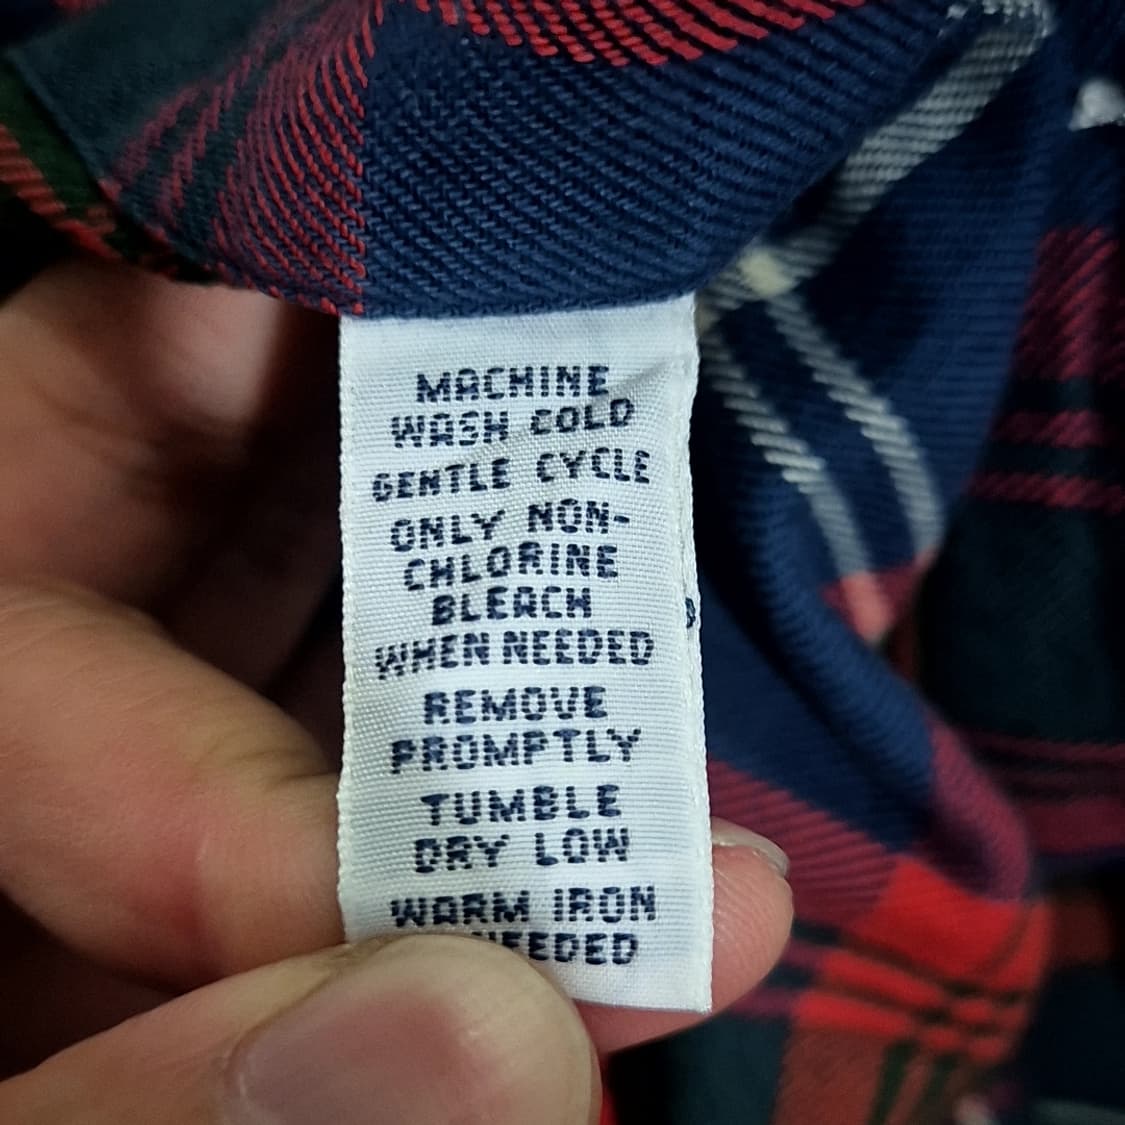 MACHINE
WASH COLD
GENTLE CYCLE
ONLY NON-
CHLORINE
BLEACH
WHEN NEEDED
REMOVE
PROMPTLY
TUMBLE
DRY LOW
WARM IRON